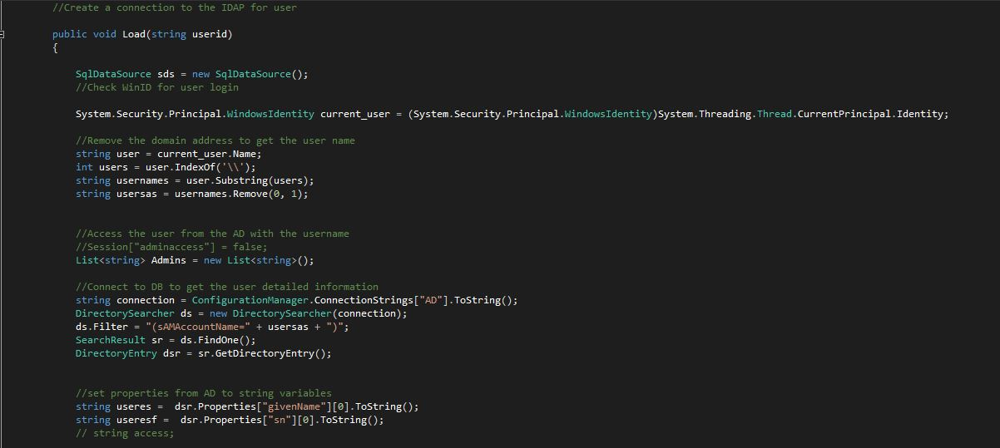 //Create a connection to the IDAP for user
public void Load(string userid)
{
SqlDataSource sds = new SqlDataSource();
//Check WinID for user login
System.Security.Principal.WindowsIdentity current_user = (System.Security.Principal.WindowsIdentity)System.Threading.Thread.CurrentPrincipal.Identity;
//Remove the domain address to get the user name
string user = current_user.Name;
int users = user.IndexOf('\\');
string usernames = user.Substring(users);
string usersas = usernames.Remove(0, 1);
//Access the user from the AD with the username
//Session["adminaccess"] = false;
List<string> Admins = new List<string>();
//Connect to DB to get the user detailed information
string connection = ConfigurationManager.ConnectionStrings["AD"].ToString();
DirectorySearcher ds = new DirectorySearcher(connection);
ds.Filter = "(sAMAccountName=" + usersas + ")";
SearchResult sr = ds.FindOne();
DirectoryEntry dsr = sr.GetDirectoryEntry();
//set properties from AD to string variables
string useres =  dsr.Properties["givenName"][0].ToString();
string useresf =  dsr.Properties["sn"][0].ToString();
// string access;